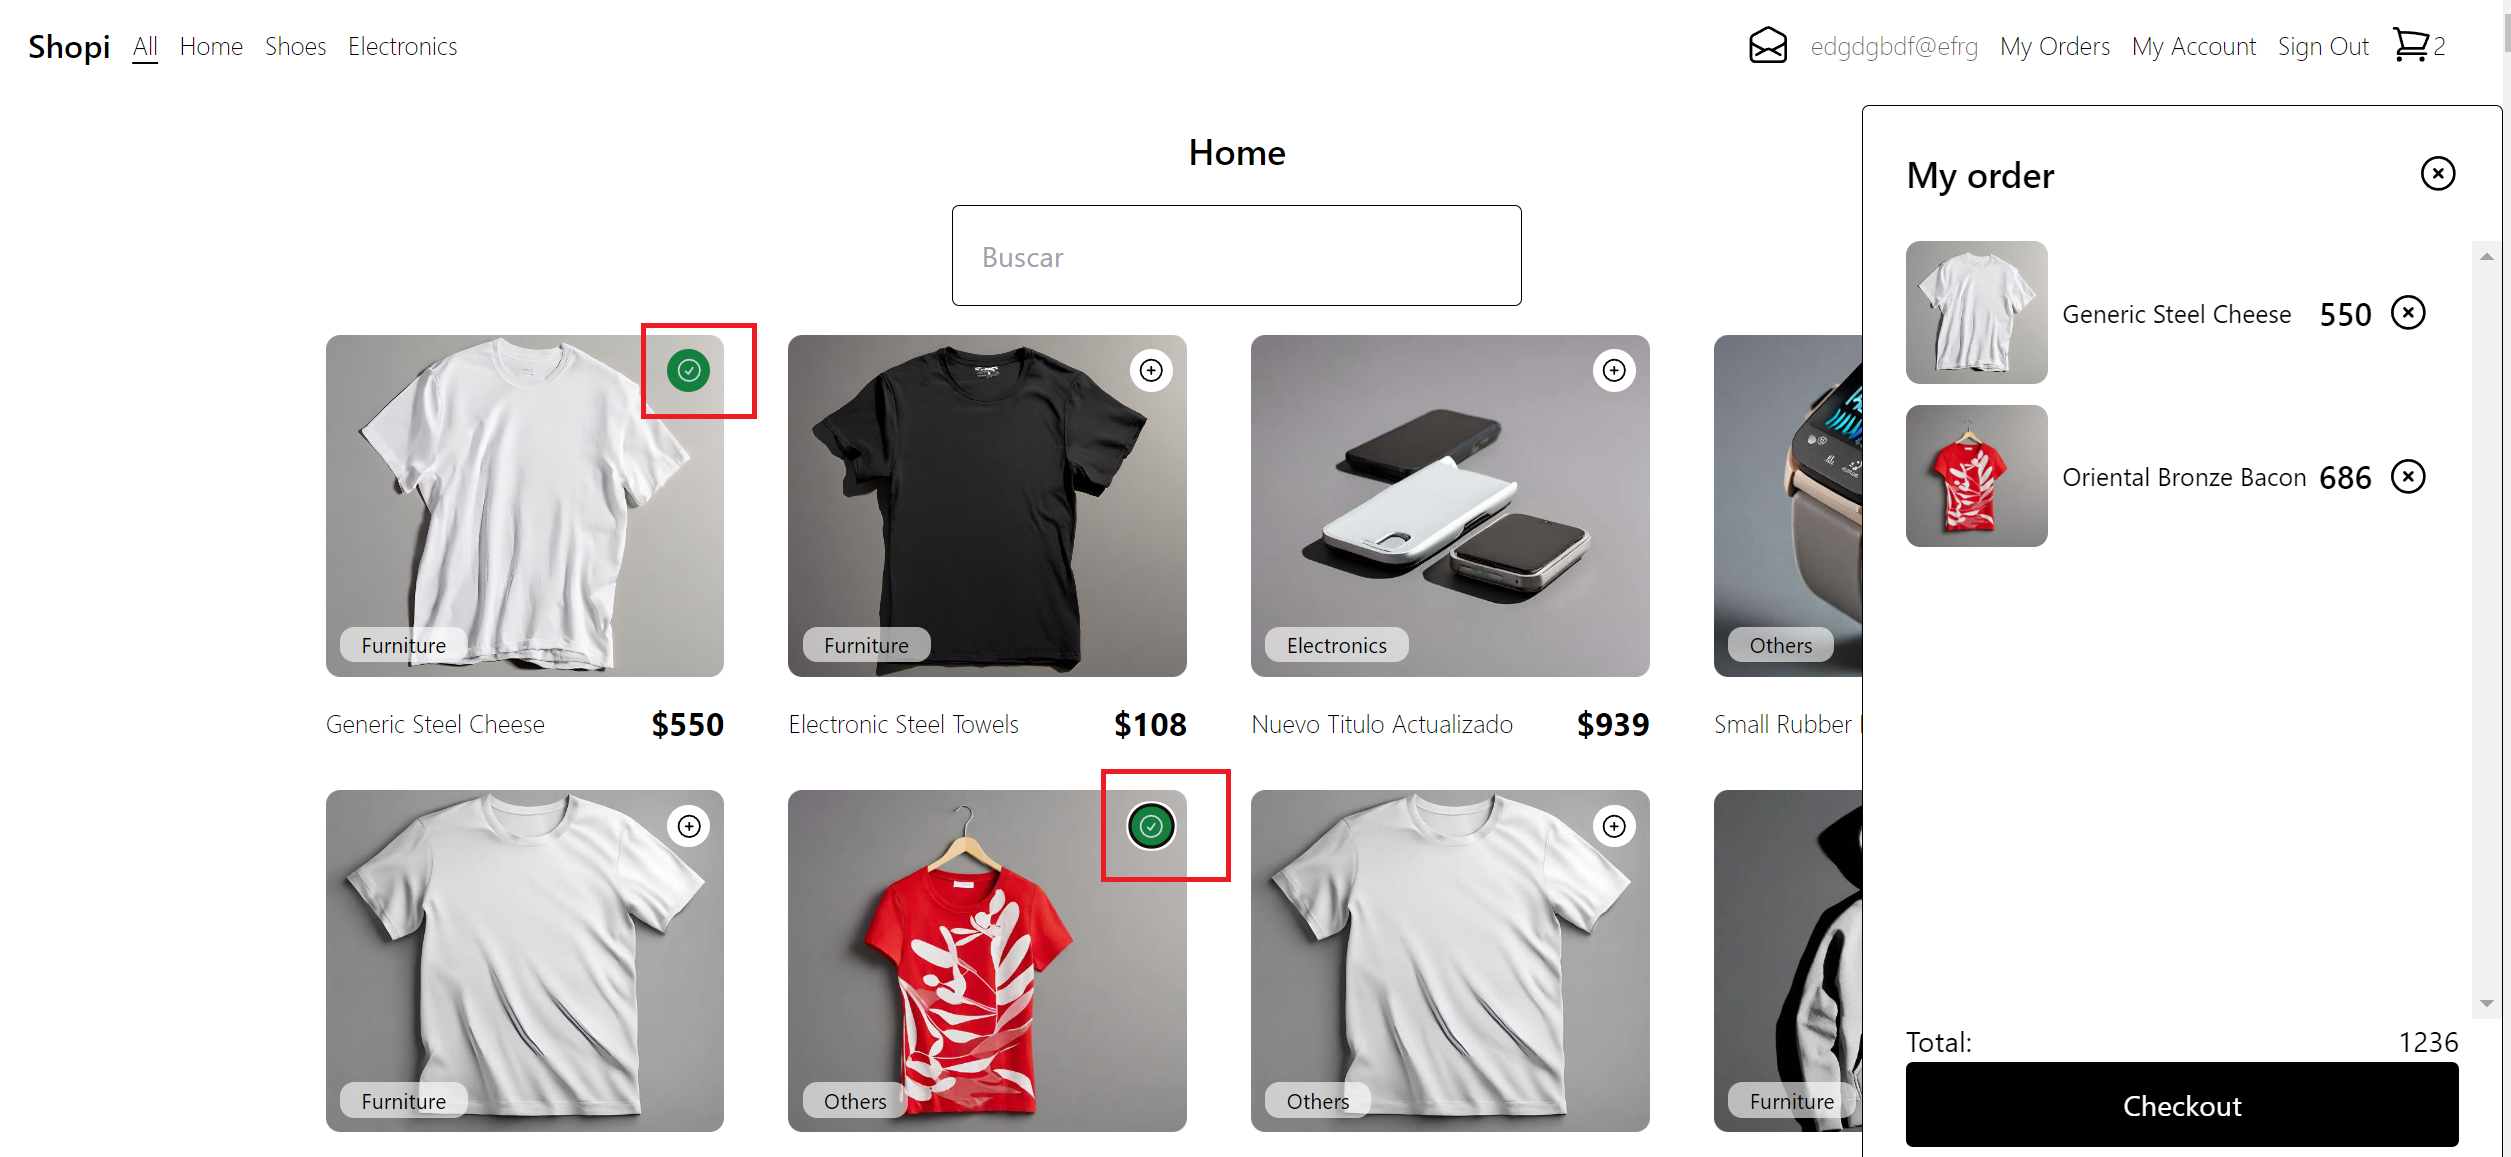 Shopi All Home Shoes Electronics edgdgbdf@efrg My Orders My Account Sign Out 2
Home
Buscar
My order
Generic Steel Cheese 550
Oriental Bronze Bacon 686
Furniture
Furniture
Electronics
Others
Generic Steel Cheese $550
Electronic Steel Towels $108
Nuevo Titulo Actualizado $939
Small Rubber
Furniture
Others
Others
Furniture
Total: 1236
Checkout